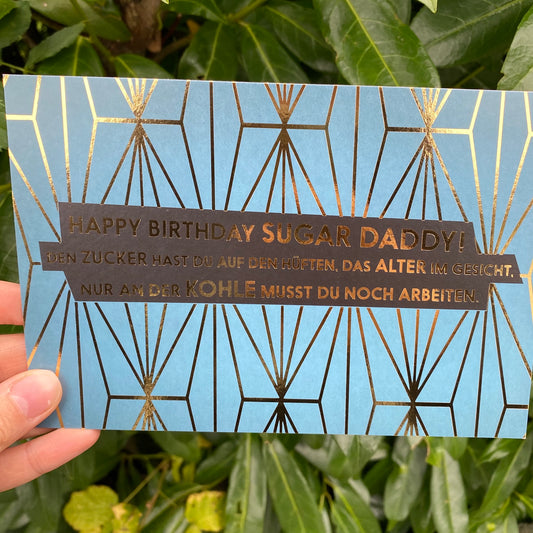 HAPPY BIRTHDAY SUGAR DADDY!
DEN ZUCKER HAST DU AUF DEN HÜFTEN, DAS ALTER IM GESICHT.
NUR AM DER KOHLE MUSST DU NOCH ARBEITEN.